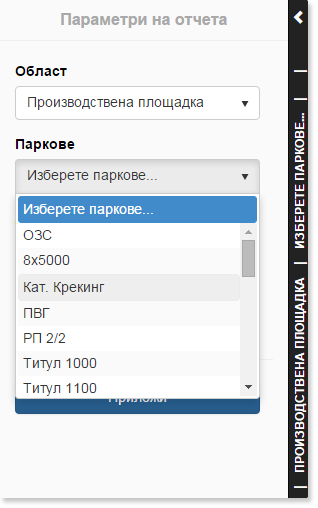 Параметри на отчета
Област
Производствена площадка
Паркове
Изберете паркове...
Изберете паркове...
ОЗС
8x5000
Кат. Крекинг
ПВГ
РП 2/2
Титул 1000
Титул 1100
Приложи
| ПРОИЗВОДСТВЕНА ПЛОЩАДКА | ИЗБЕРЕТЕ ПАРКОВЕ... | |